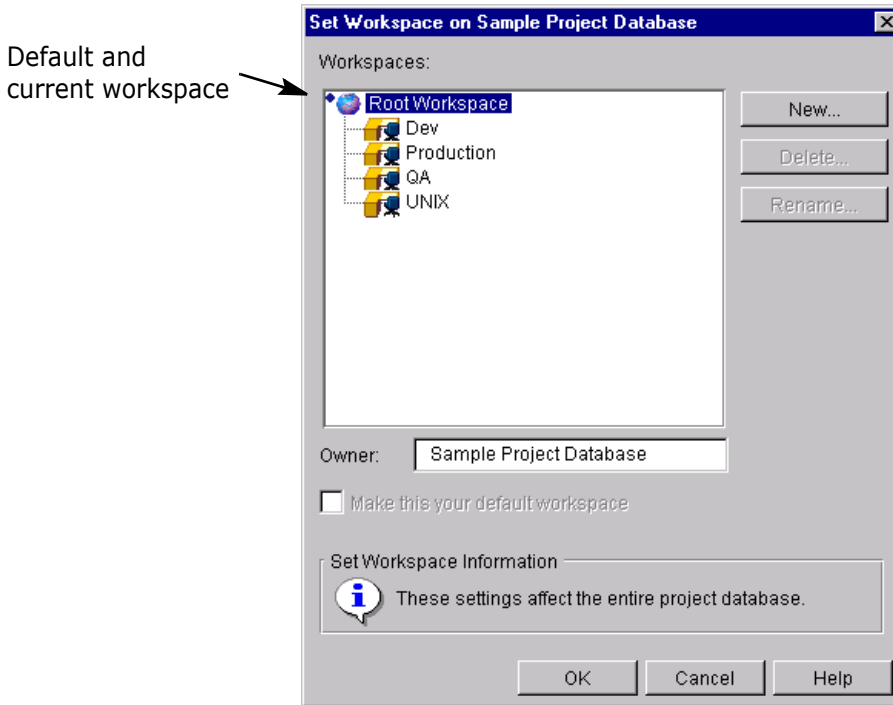 Set Workspace on Sample Project Database
Default and
current workspace
Workspaces:
Root Workspace
Dev
Production
QA
UNIX
New...
Delete...
Rename...
Owner: Sample Project Database
Make this your default workspace
Set Workspace Information
These settings affect the entire project database.
OK Cancel Help